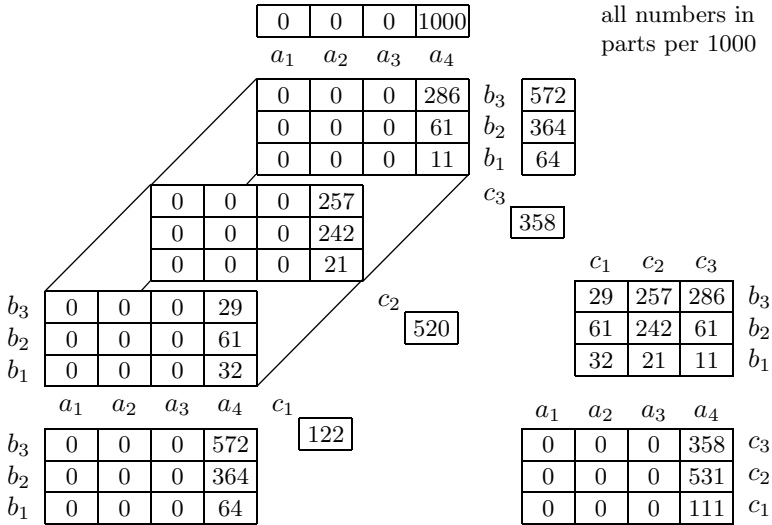 0 0 0 1000
all numbers in
parts per 1000
a1 a2 a3 a4
0 0 0 286 b3 572
0 0 0 61 b2 364
0 0 0 11 b1 64
c3
358
0 0 0 257
0 0 0 242
0 0 0 21
c2
520
c1 c2 c3
29 257 286 b3
61 242 61 b2
32 21 11 b1
b3 0 0 0 29
b2 0 0 0 61
b1 0 0 0 32
a1 a2 a3 a4 c1
122
b3 0 0 0 572
b2 0 0 0 364
b1 0 0 0 64
a1 a2 a3 a4
0 0 0 358 c3
0 0 0 531 c2
0 0 0 111 c1